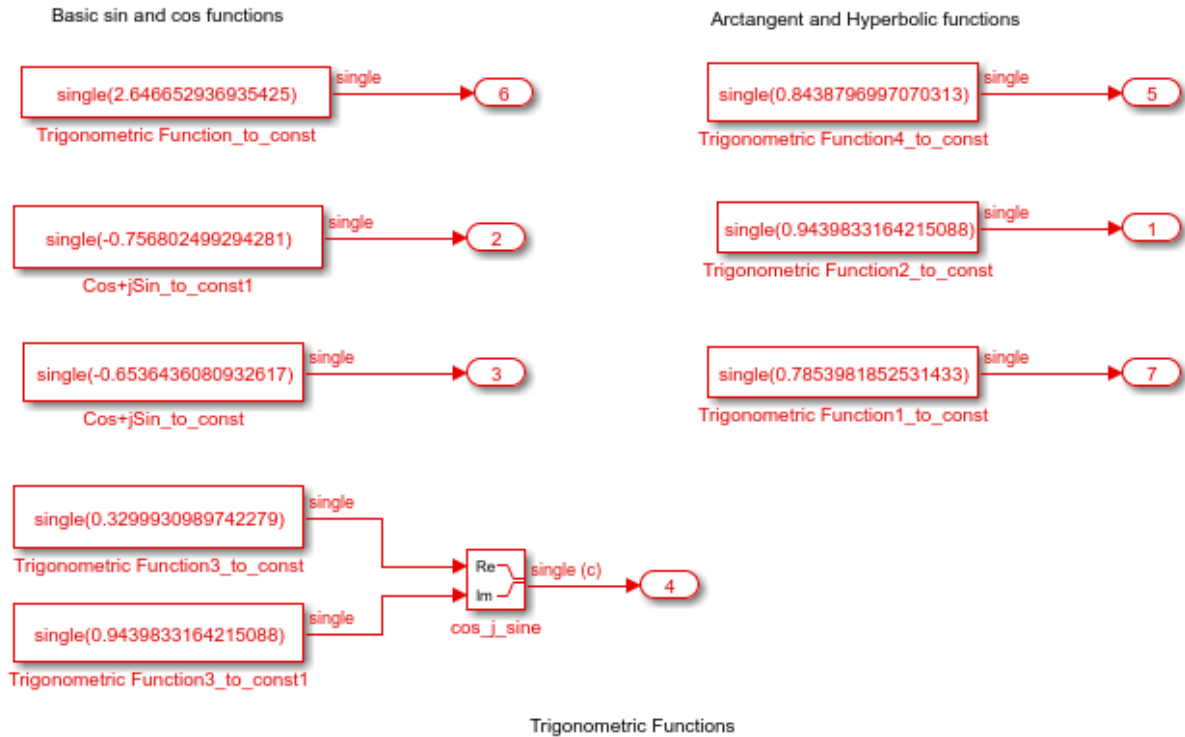 Basic sin and cos functions
single(2.646652936935425)
single
6
Trigonometric Function_to_const
single(-0.756802499294281)
single
2
Cos+jSin_to_const1
single(-0.6536436080932617)
single
3
Cos+jSin_to_const
single(0.3299930989742279)
single
Trigonometric Function3_to_const
single(0.9439833164215088)
single
Trigonometric Function3_to_const1
Re
Im
single (c)
4
cos_j_sine
Arctangent and Hyperbolic functions
single(0.8438796997070313)
single
5
Trigonometric Function4_to_const
single(0.9439833164215088)
single
1
Trigonometric Function2_to_const
single(0.7853981852531433)
single
7
Trigonometric Function1_to_const
Trigonometric Functions